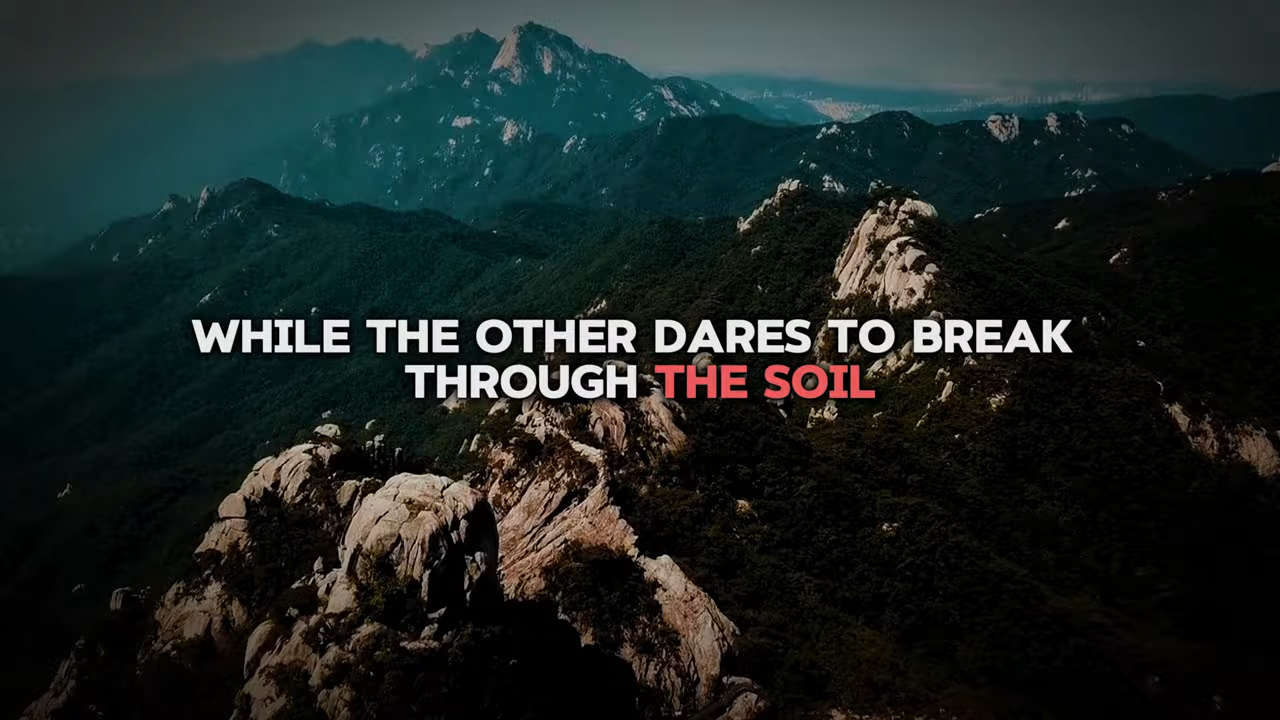 WHILE THE OTHER DARES TO BREAK
THROUGH THE SOIL